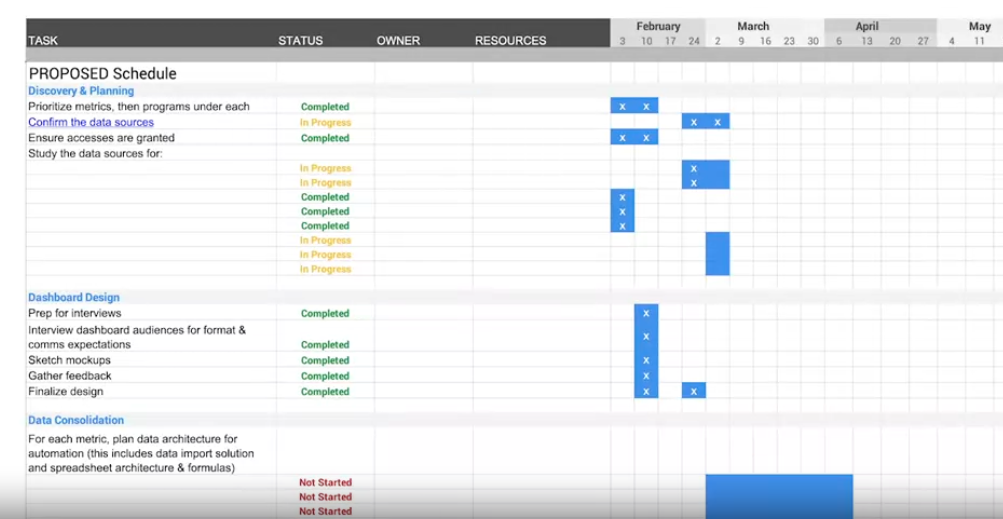 February March April May
TASK STATUS OWNER RESOURCES 3 10 17 24 2 9 16 23 30 6 13 20 27 4 11
PROPOSED Schedule
Discovery & Planning
Prioritize metrics, then programs under each Completed x x
Confirm the data sources In Progress x x
Ensure accesses are granted Completed x x
Study the data sources for:
In Progress x
In Progress x
Completed x
Completed x
Completed x
In Progress
In Progress
In Progress
Dashboard Design
Prep for interviews Completed x
Interview dashboard audiences for format &
comms expectations Completed x
Sketch mockups Completed x
Gather feedback Completed x
Finalize design Completed x x
Data Consolidation
For each metric, plan data architecture for
automation (this includes data import solution
and spreadsheet architecture & formulas)
Not Started
Not Started
Not Started